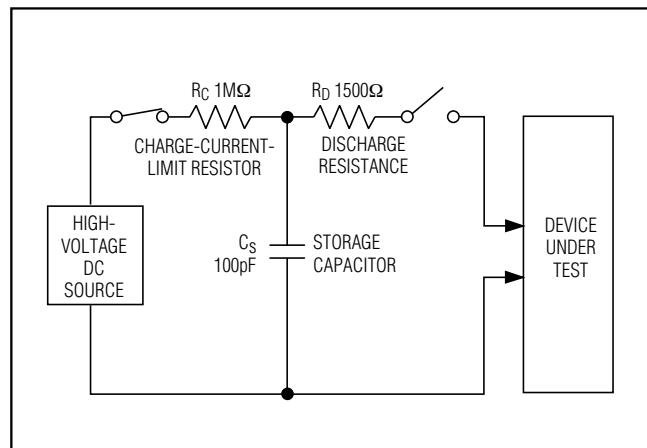 R_C 1MΩ
CHARGE-CURRENT-
LIMIT RESISTOR
R_D 1500Ω
DISCHARGE
RESISTANCE
HIGH-
VOLTAGE
DC
SOURCE
C_S
100pF
STORAGE
CAPACITOR
DEVICE
UNDER
TEST